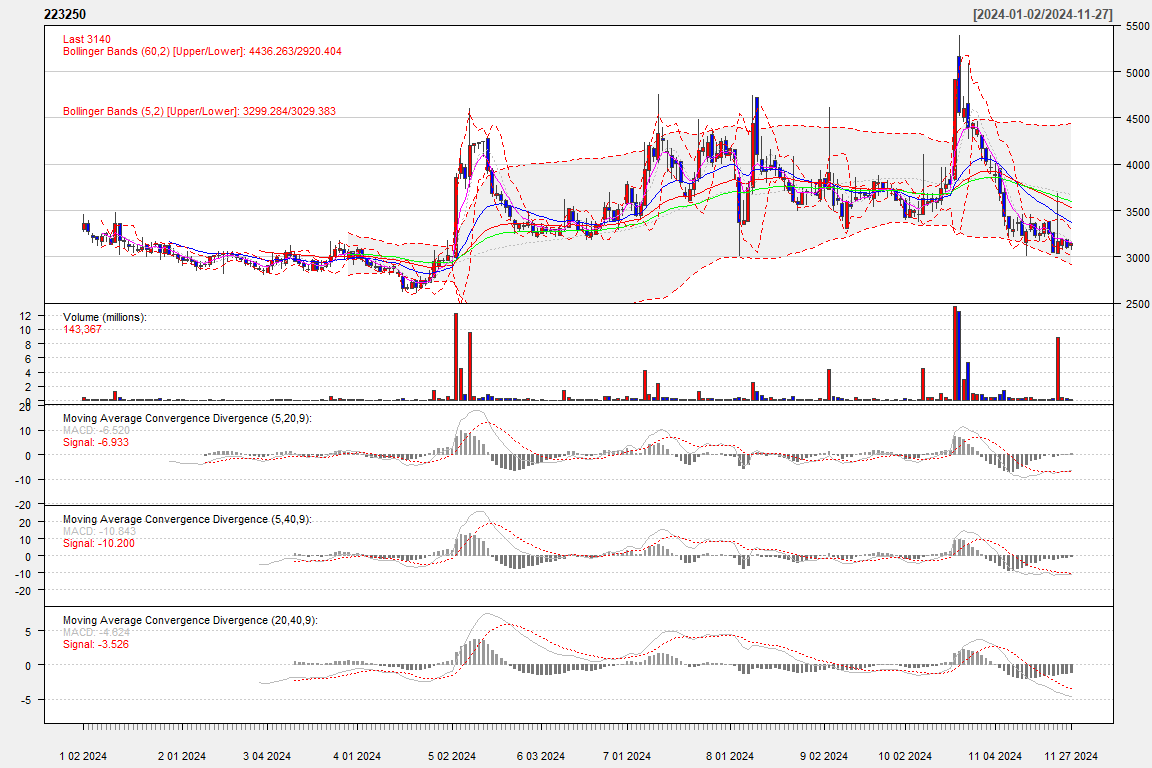 223250 [2024-01-02/2024-11-27]
Last 3140
Bollinger Bands (60,2) [Upper/Lower]: 4436.263/2920.404
Bollinger Bands (5,2) [Upper/Lower]: 3299.284/3029.383
5500
5000
4500
4000
3500
3000
2500
Volume (millions):
143,367
12
10
8
6
4
2
0
Moving Average Convergence Divergence (5,20,9):
MACD: -6.520
Signal: -6.933
20
10
0
-10
-20
Moving Average Convergence Divergence (5,40,9):
MACD: -10.843
Signal: -10.200
20
10
0
-10
-20
Moving Average Convergence Divergence (20,40,9):
MACD: -4.624
Signal: -3.526
5
0
-5
1 02 2024 2 01 2024 3 04 2024 4 01 2024 5 02 2024 6 03 2024 7 01 2024 8 01 2024 9 02 2024 10 02 2024 11 04 2024 11 27 2024